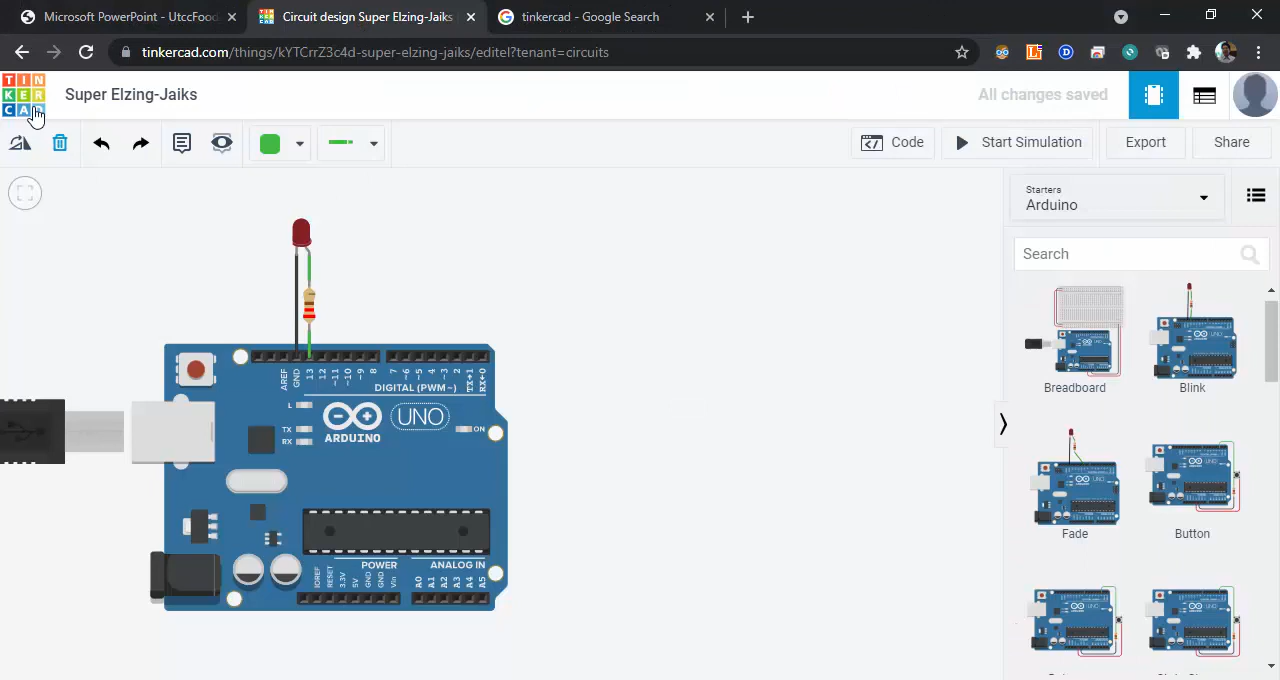 Microsoft PowerPoint - UtccFood
Circuit design Super Elzing-Jaiks
tinkercad - Google Search
tinkercad.com/things/kYTCrrZ3c4d-super-elzing-jaiks/editel?tenant=circuits
TIN
KER
CAD
Super Elzing-Jaiks
All changes saved
Code
Start Simulation
Export
Share
Starters
Arduino
Search
Breadboard
Blink
Fade
Button
AREF
GND
13
12
~11
~10
~9
8
7
~6
~5
4
~3
2
TX→1
RX←0
DIGITAL (PWM~)
L
TX
RX
ARDUINO
UNO
ON
POWER
ANALOG IN
IOREF
RESET
3.3V
5V
GND
GND
Vin
A0
A1
A2
A3
A4
A5